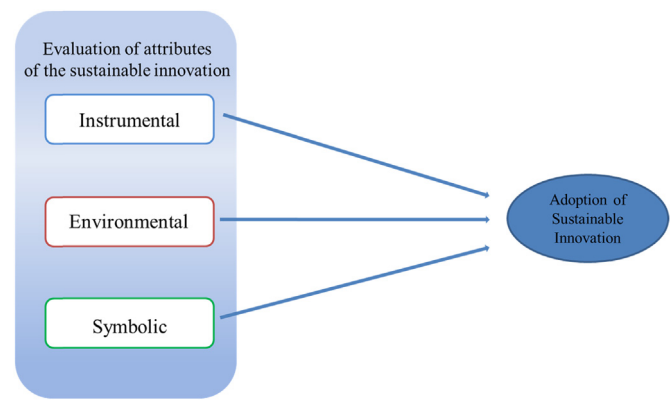 Evaluation of attributes
of the sustainable innovation
Instrumental
Environmental
Symbolic
Adoption of
Sustainable
Innovation